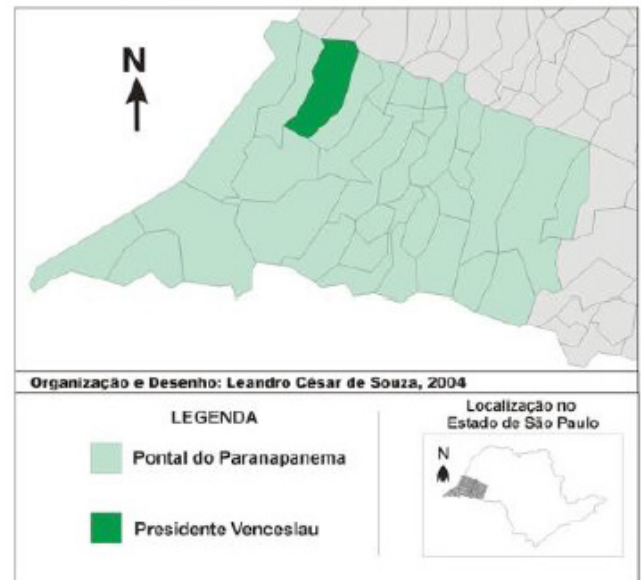 N
Organização e Desenho: Leandro César de Souza, 2004
LEGENDA
Pontal do Paranapanema
Presidente Venceslau
Localização no
Estado de São Paulo
N